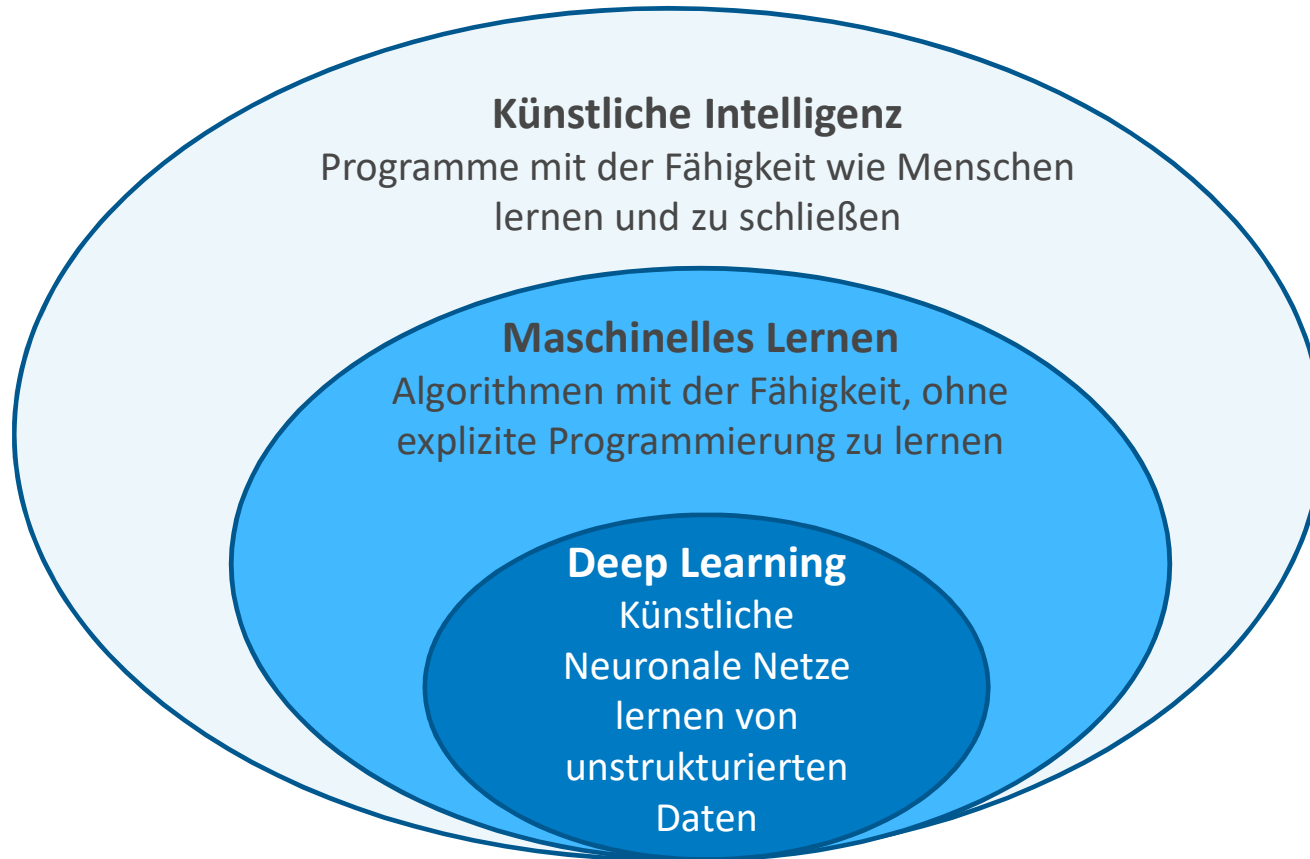 Künstliche Intelligenz
Programme mit der Fähigkeit wie Menschen
lernen und zu schließen
Maschinelles Lernen
Algorithmen mit der Fähigkeit, ohne
explizite Programmierung zu lernen
Deep Learning
Künstliche
Neuronale Netze
lernen von
unstrukturierten
Daten